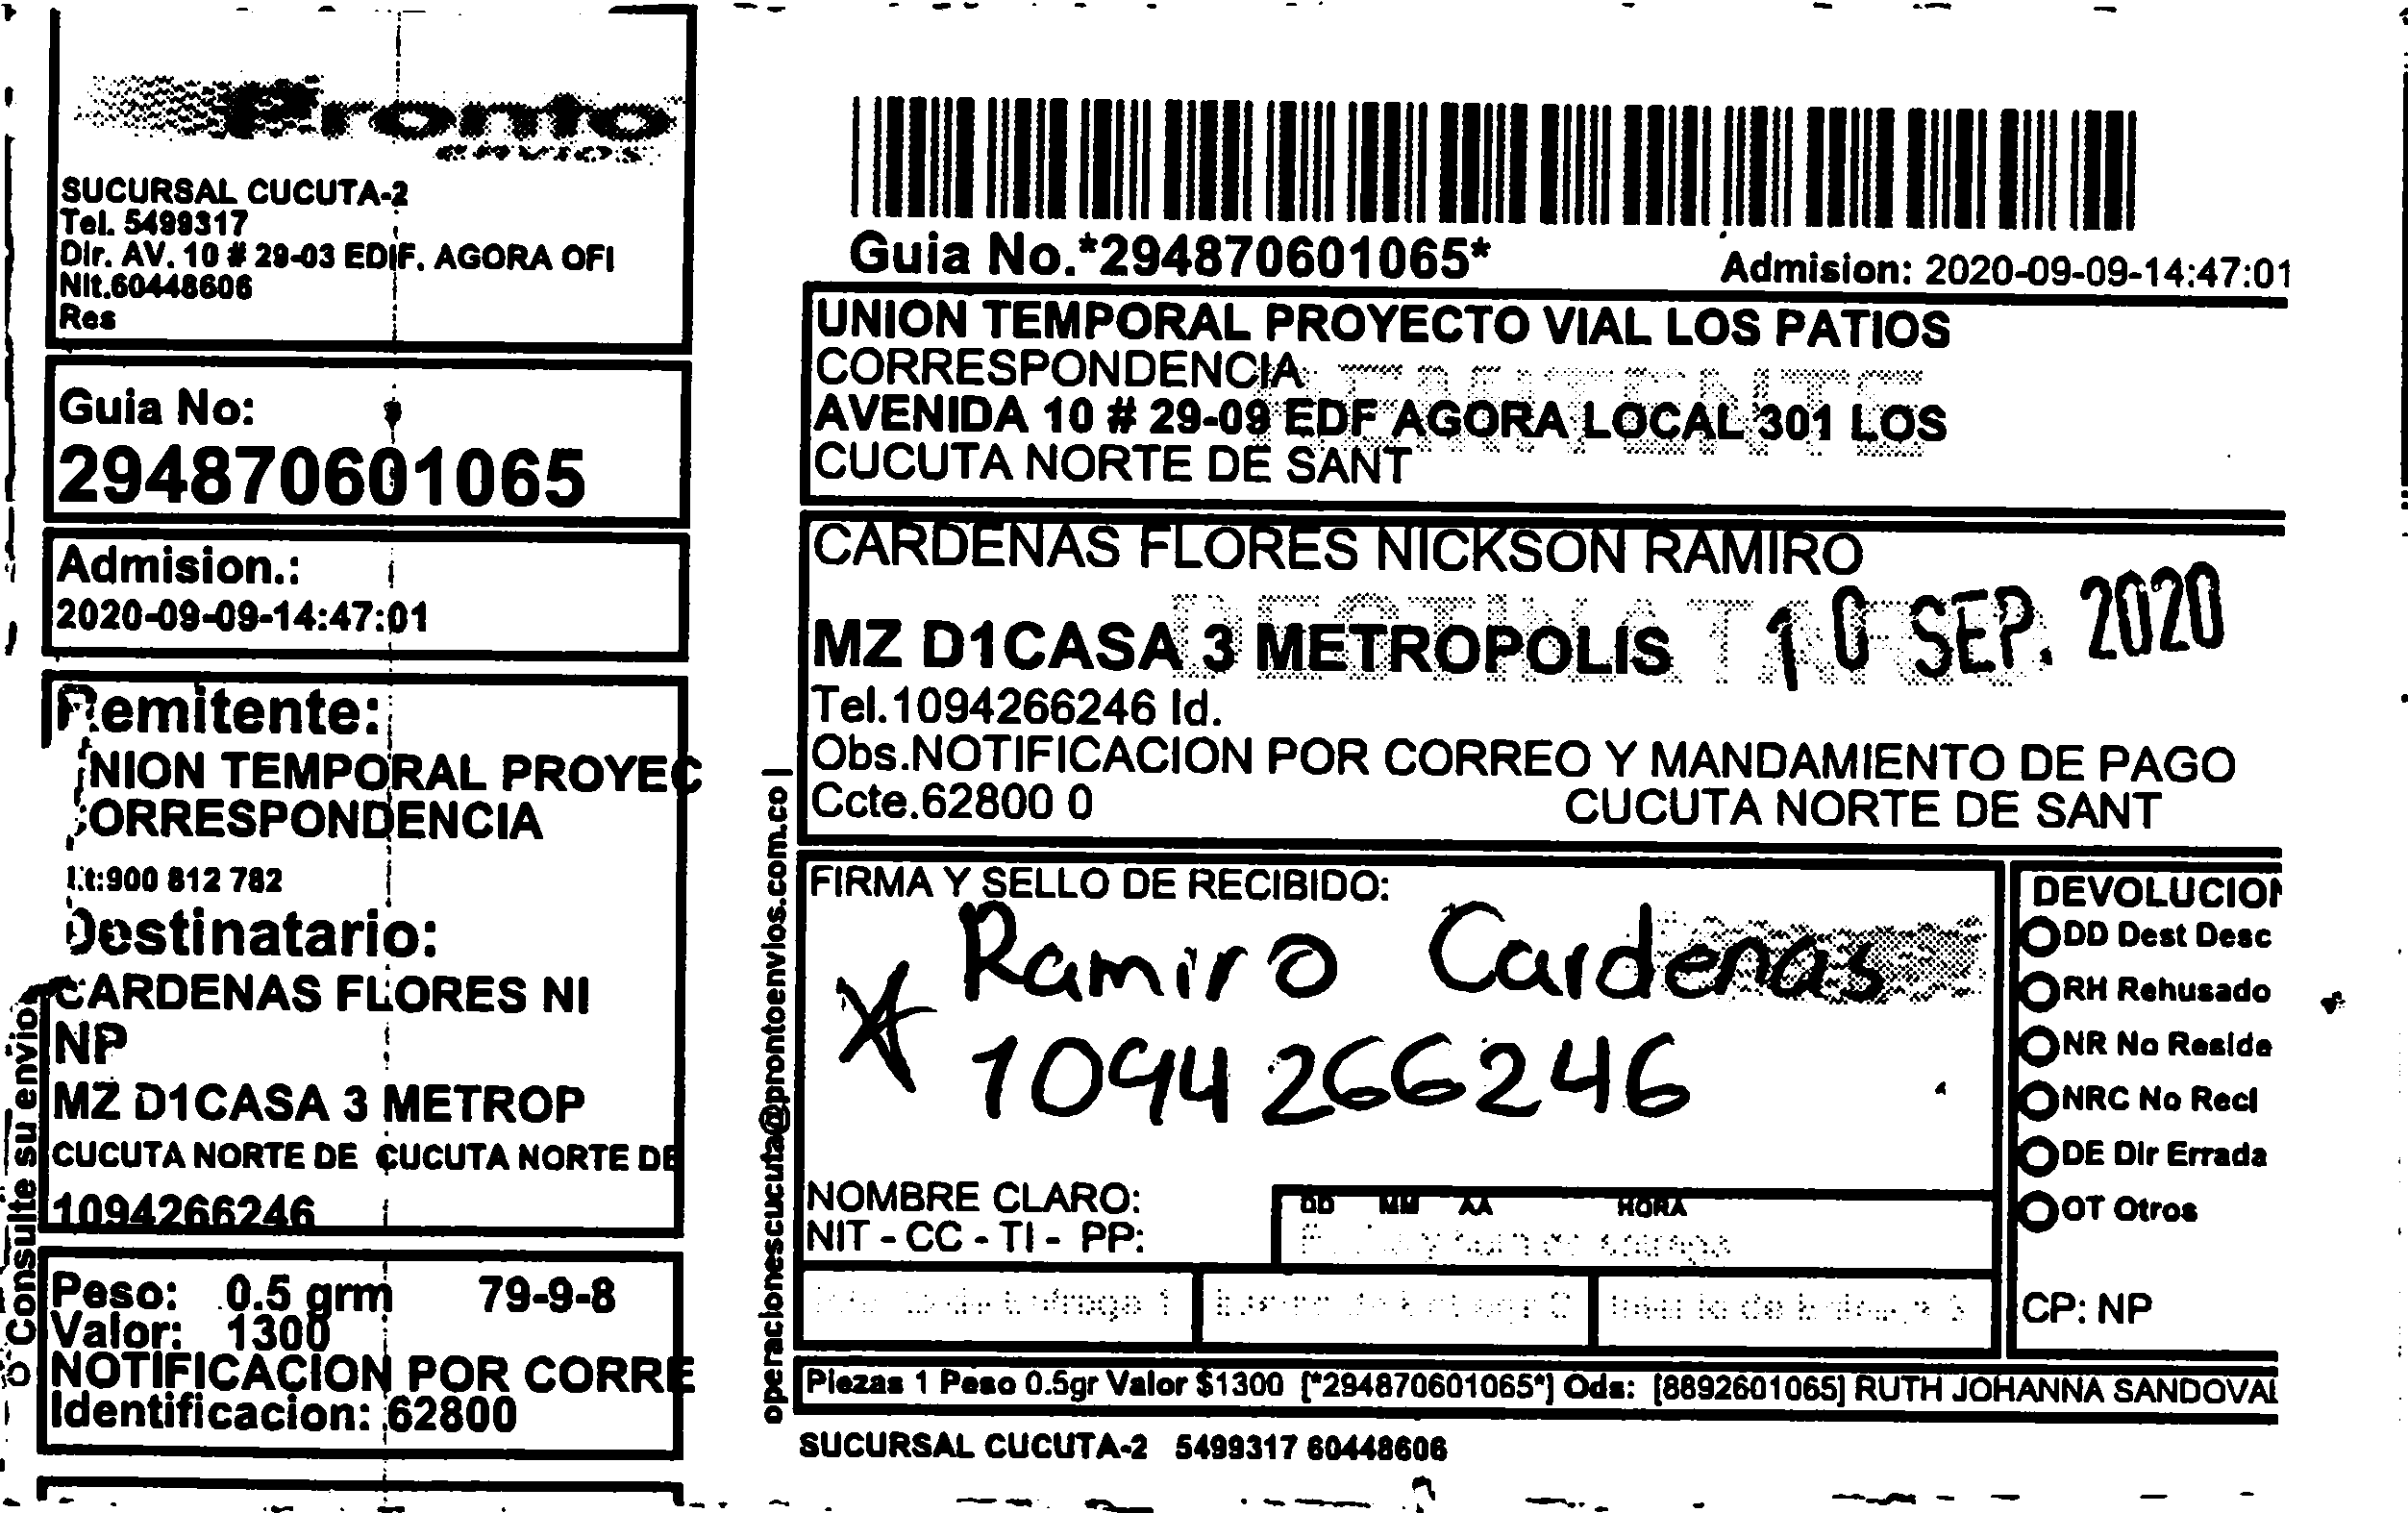 Pronto
envios
SUCURSAL CUCUTA-2
Tel. 5499317
Dir. AV. 10 # 29-03 EDIF. AGORA OFI
Nit.60448606
Res
Guia No:
294870601065
Admision.:
2020-09-09-14:47:01
Remitente:
NION TEMPORAL PROYEC
ORRESPONDENCIA
t:900 812 782
Destinatario:
CARDENAS FLORES NI
NP
MZ D1CASA 3 METROP
CUCUTA NORTE DE CUCUTA NORTE DE
1094266246
Peso: 0.5 grm 79-9-8
Valor: 1300
NOTIFICACION POR CORRE
Identificacion: 62800
Consulte su envio
operacionescucuta@prontoenvios.com.co |
Guia No.*294870601065*
Admision: 2020-09-09-14:47:01
UNION TEMPORAL PROYECTO VIAL LOS PATIOS
CORRESPONDENCIA
REMITENTE
AVENIDA 10 # 29-09 EDF AGORA LOCAL 301 LOS
CUCUTA NORTE DE SANT
CARDENAS FLORES NICKSON RAMIRO
DESTINATARIO
10 SEP. 2020
MZ D1CASA 3 METROPOLIS
Tel.1094266246 Id.
Obs.NOTIFICACION POR CORREO Y MANDAMIENTO DE PAGO
Ccte.62800 0 CUCUTA NORTE DE SANT
FIRMA Y SELLO DE RECIBIDO:
Ramiro Cardenas
1094266246
NOMBRE CLARO:
NIT - CC - TI - PP:
DD MM AA HORA
DEVOLUCION
DD Dest Desc
RH Rehusado
NR No Reside
NRC No Recl
DE Dir Errada
OT Otros
CP: NP
Piezas 1 Peso 0.5gr Valor $1300 [*294870601065*] Ods: [8892601065] RUTH JOHANNA SANDOVAL
SUCURSAL CUCUTA-2 5499317 60448606